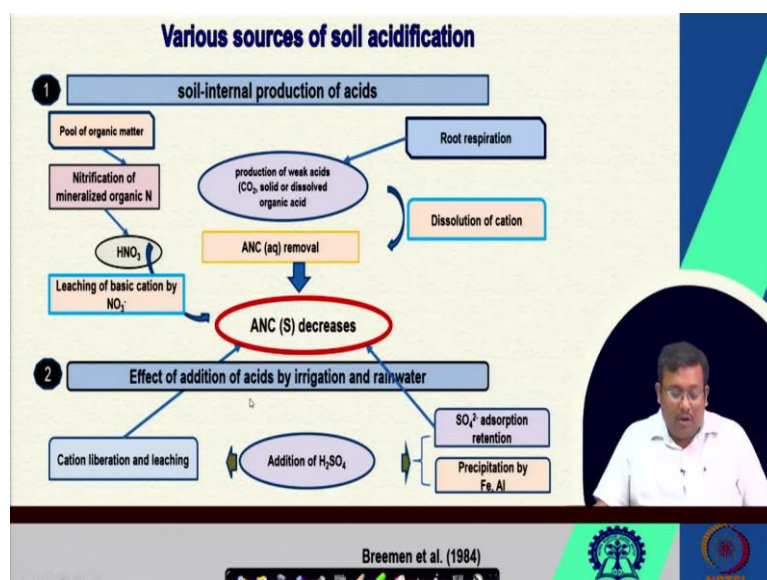 Various sources of soil acidification
1
soil-internal production of acids
Pool of organic matter
Root respiration
Nitrification of
mineralized organic N
production of weak acids
(CO₂, solid or dissolved
organic acid
Dissolution of cation
HNO₃
ANC (aq) removal
Leaching of basic cation by
NO₃⁻
ANC (S) decreases
2
Effect of addition of acids by irrigation and rainwater
SO₄²⁻ adsorption
retention
Cation liberation and leaching
Addition of H₂SO₄
Precipitation by
Fe, Al
Breemen et al. (1984)